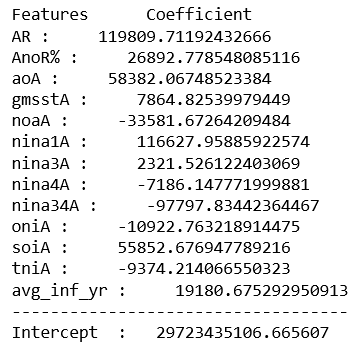 Features Coefficient
AR : 119809.71192432666
AnoR% : 26892.778548085116
aoA : 58382.06748523384
gmsstA : 7864.82539979449
noaA : -33581.67264209484
nina1A : 116627.95885922574
nina3A : 2321.526122403069
nina4A : -7186.147771999881
nina34A : -97797.83442364467
oniA : -10922.763218914475
soiA : 55852.676947789216
tniA : -9374.214066550323
avg_inf_yr : 19180.675292950913
-----------------------------------
Intercept : 29723435106.665607